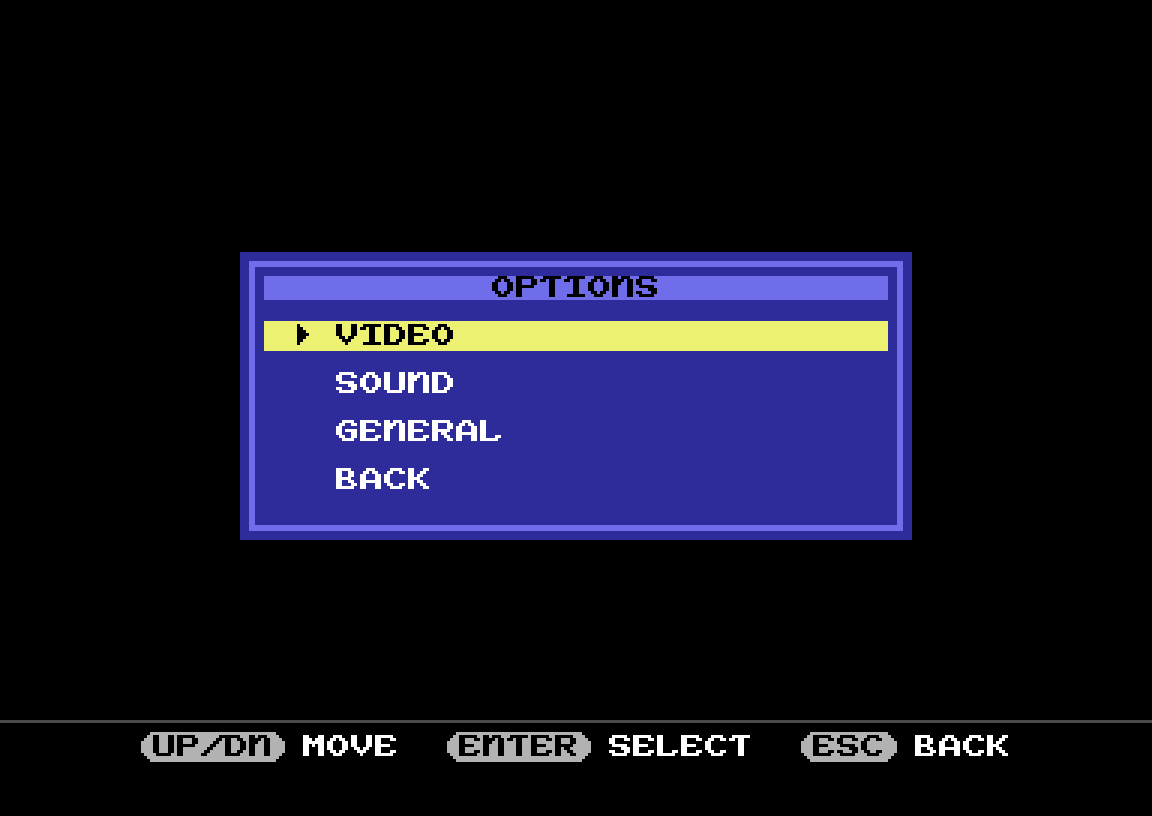 OPTIONS
VIDEO
SOUND
GENERAL
BACK
UP/DN MOVE ENTER SELECT ESC BACK